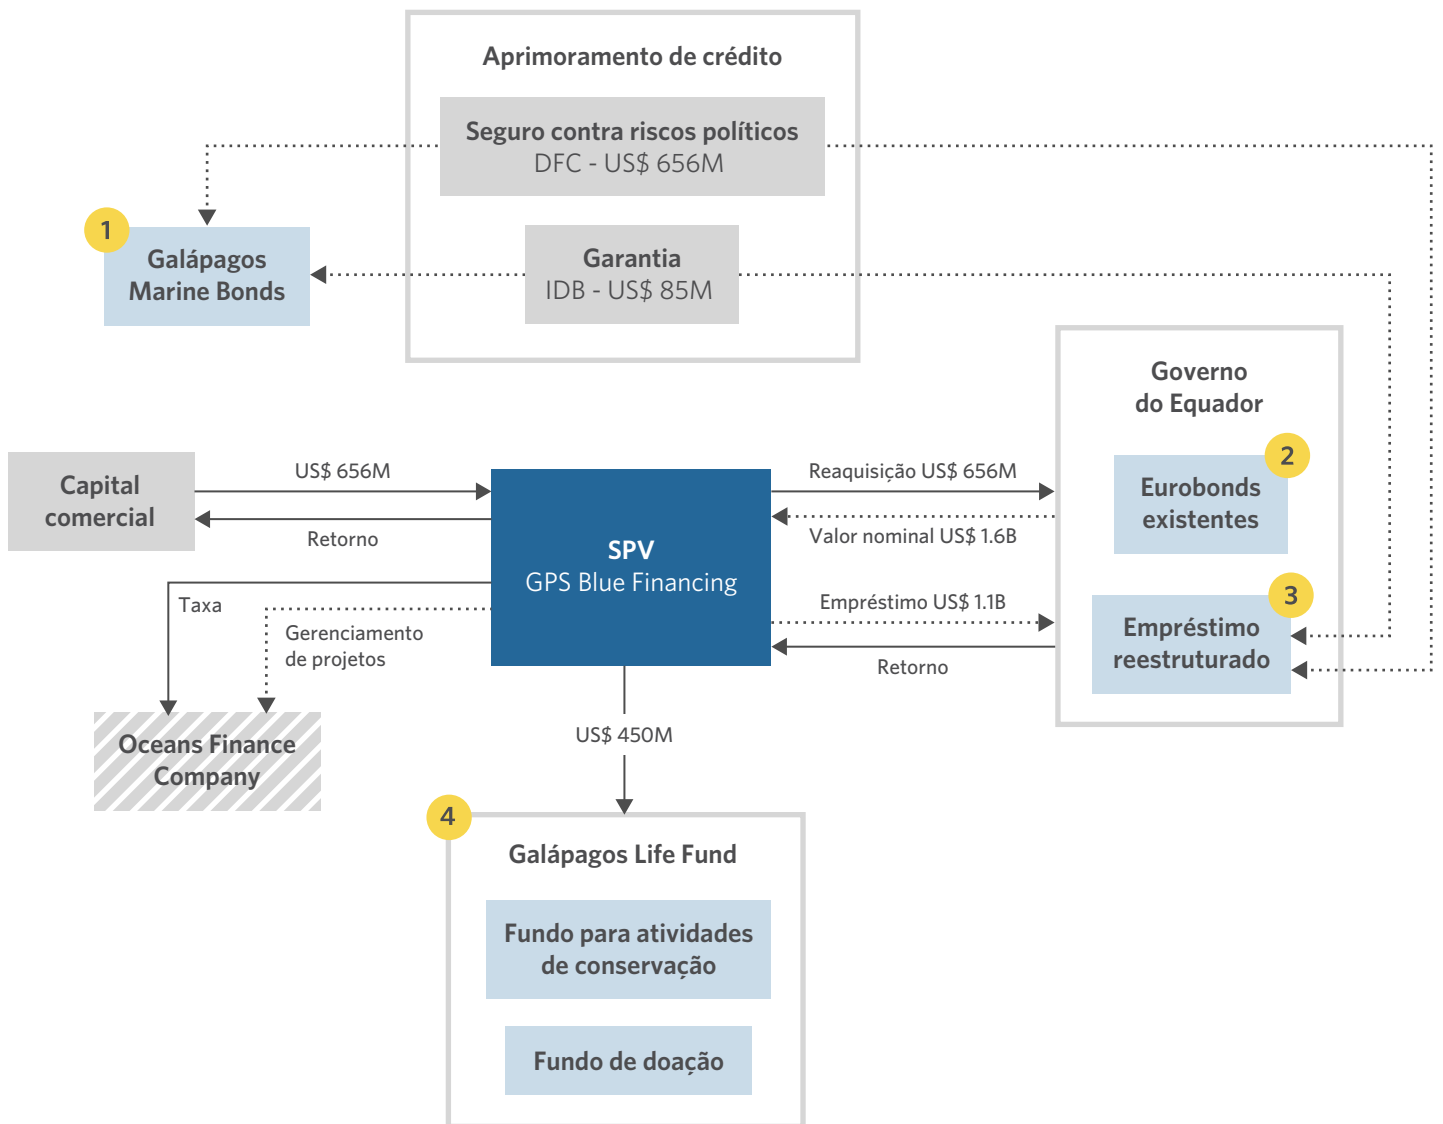 Aprimoramento de crédito
Seguro contra riscos políticos
DFC - US$ 656M
1
Galápagos
Marine Bonds
Garantia
IDB - US$ 85M
Governo
do Equador
2
Eurobonds
existentes
3
Empréstimo
reestruturado
Capital
comercial
US$ 656M
Retorno
SPV
GPS Blue Financing
Reaquisição US$ 656M
Valor nominal US$ 1.6B
Empréstimo US$ 1.1B
Retorno
Taxa
Gerenciamento
de projetos
Oceans Finance
Company
US$ 450M
4
Galápagos Life Fund
Fundo para atividades
de conservação
Fundo de doação